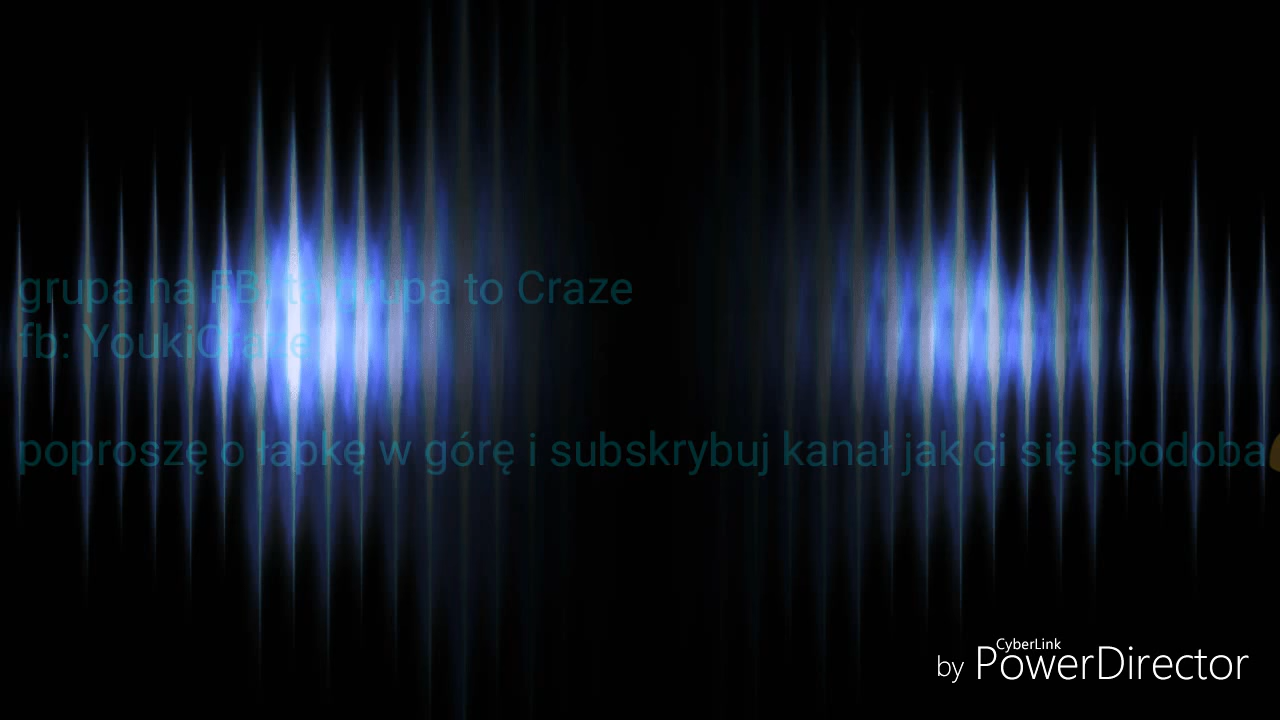 grupa na FB: ta grupa to Craze
fb: YoukiCraze
poproszę o łapkę w górę i subskrybuj kanał jak ci się spodoba
CyberLink
by PowerDirector